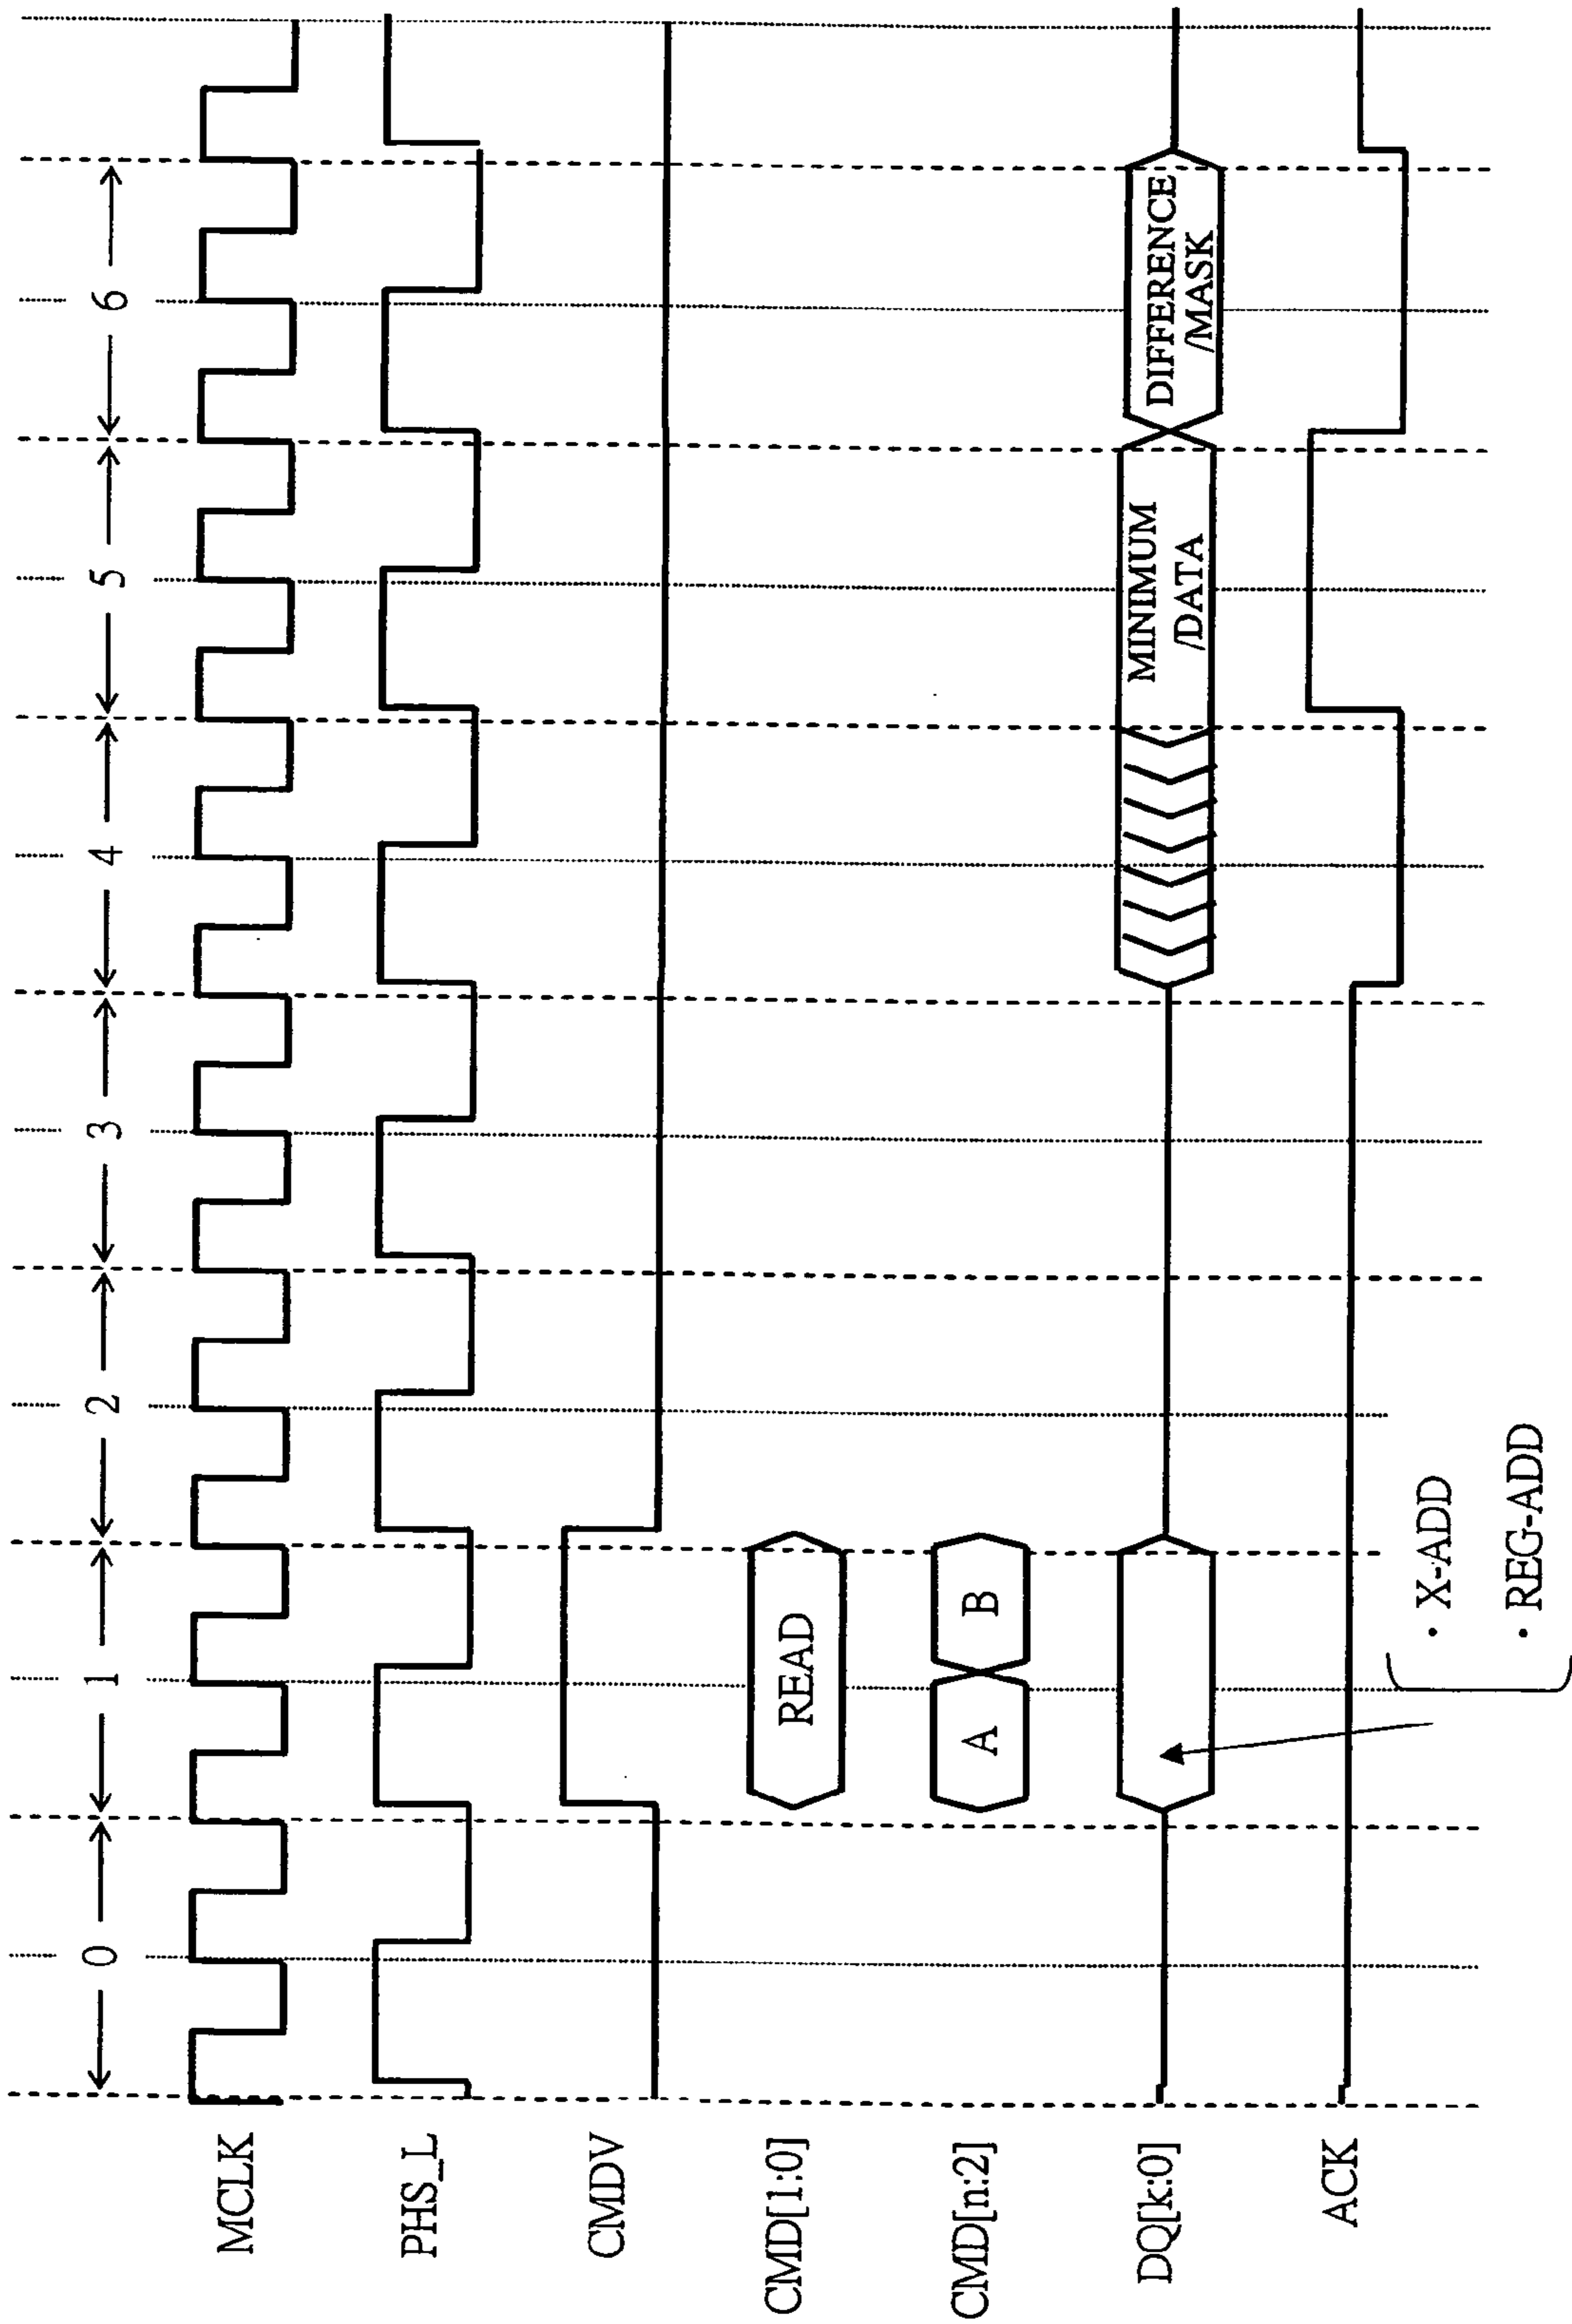 0 1 2 3 4 5 6
MCLK
PHS_L
CMDV
CMD[1:0]
READ
CMD[n:2]
A B
DQ[k:0]
MINIMUM
/DATA
DIFFERENCE
/MASK
ACK
• X-ADD
• REG-ADD